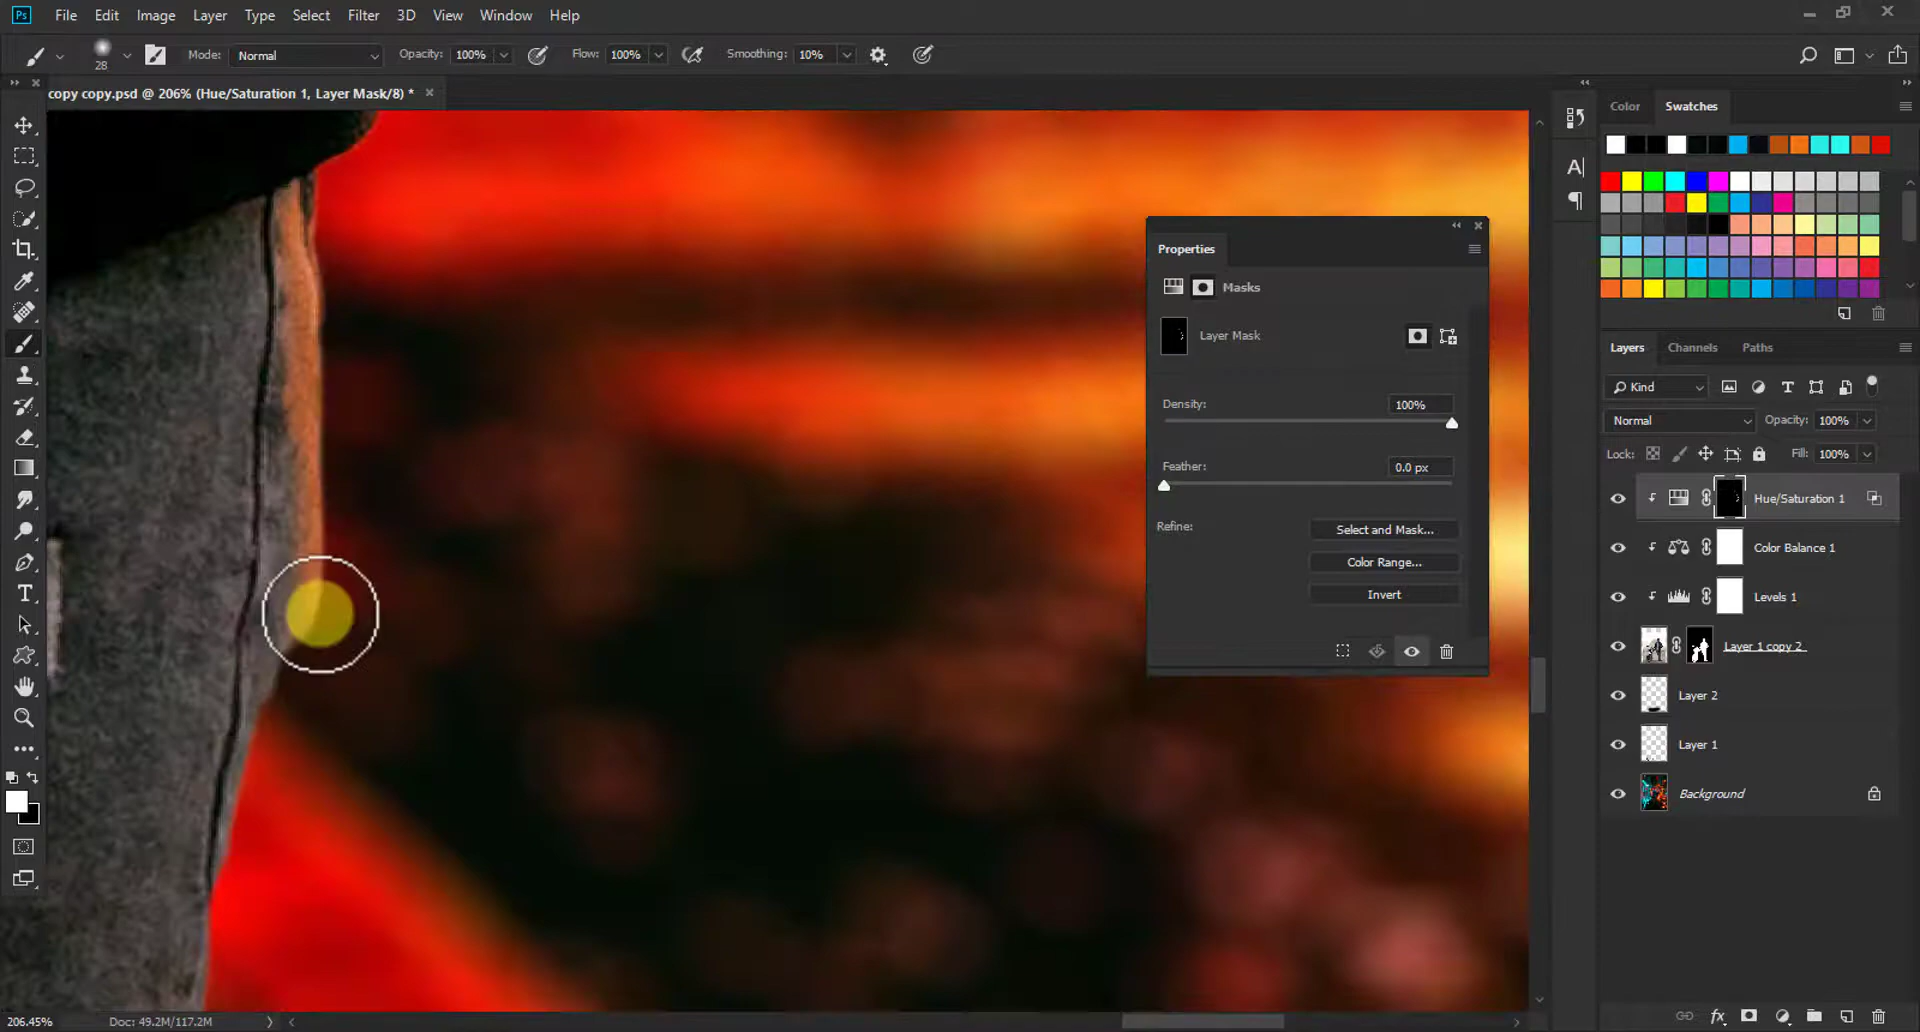 Ps File Edit Image Layer Type Select Filter 3D View Window Help
28 Mode: Normal Opacity: 100% Flow: 100% Smoothing: 10%
copy copy.psd @ 206% (Hue/Saturation 1, Layer Mask/8) *
Color Swatches
Properties
Masks
Layer Mask
Density: 100%
Feather: 0.0 px
Refine: Select and Mask...
Color Range...
Invert
Layers Channels Paths
Kind
Normal Opacity: 100%
Lock: Fill: 100%
Hue/Saturation 1
Color Balance 1
Levels 1
Layer 1 copy 2
Layer 2
Layer 1
Background
206.45% Doc: 49.2M/117.2M
fx